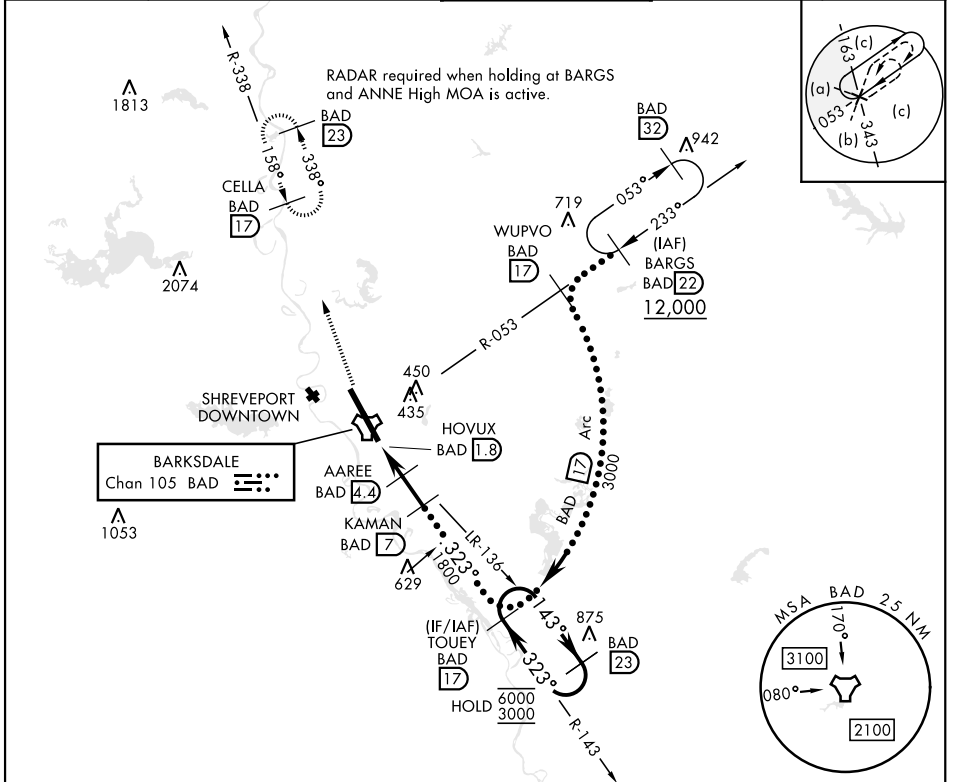 R-338
1813
RADAR required when holding at BARGS
and ANNE High MOA is active.
BAD
23
158°
338°
CELLA
BAD
17
2074
BAD
32
942
053°
233°
719
WUPVO
BAD
17
(IAF)
BARGS
BAD 22
12,000
R-053
163
(c)
(a)
(c)
053
(b)
343
450
435
SHREVEPORT
DOWNTOWN
HOVUX
BAD 1.8
BARKSDALE
Chan 105 BAD
AAREE
BAD 4.4
1053
KAMAN
BAD 7
629
323°
1800
LR-136
BAD 17 Arc
3000
(IF/IAF)
TOUEY
BAD
17
143°
323°
875
BAD
23
HOLD 6000
3000
R-143
MSA BAD 25 NM
170°
3100
080°
2100